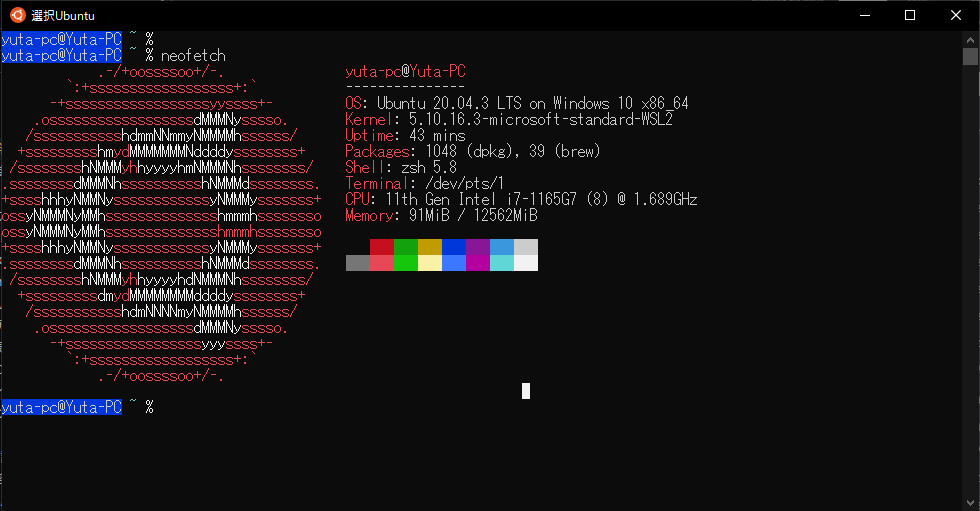 選択Ubuntu
yuta-pc@Yuta-PC ~ %
yuta-pc@Yuta-PC ~ % neofetch
.-/+oossssoo+/-.
`:+ssssssssssssssssss+:`
-+ssssssssssssssssssyyssss+-
.ossssssssssssssssssdMMMNysssso.
/ssssssssssshdmmNNmmyNMMMMhssssss/
+ssssssssshmydMMMMMMMNddddyssssssss+
/sssssssshNMMMyhhyyyyhmNMMMNhssssssss/
.ssssssssdMMMNhsssssssssshNMMMdssssssss.
+sssshhhyNMMNyssssssssssssyNMMMysssssss+
ossyNMMMNyMMhsssssssssssssshmmmhssssssso
ossyNMMMNyMMhsssssssssssssshmmmhssssssso
+sssshhhyNMMNyssssssssssssyNMMMysssssss+
.ssssssssdMMMNhsssssssssshNMMMdssssssss.
/sssssssshNMMMyhhyyyyhdNMMMNhssssssss/
+sssssssssdmydMMMMMMMMddddyssssssss+
/ssssssssssshdmNNNNmyNMMMMhssssss/
.ossssssssssssssssssdMMMNysssso.
-+sssssssssssssssssyyyssss+-
`:+ssssssssssssssssss+:`
.-/+oossssoo+/-.
yuta-pc@Yuta-PC
---------------
OS: Ubuntu 20.04.3 LTS on Windows 10 x86_64
Kernel: 5.10.16.3-microsoft-standard-WSL2
Uptime: 43 mins
Packages: 1048 (dpkg), 39 (brew)
Shell: zsh 5.8
Terminal: /dev/pts/1
CPU: 11th Gen Intel i7-1165G7 (8) @ 1.689GHz
Memory: 91MiB / 12562MiB
yuta-pc@Yuta-PC ~ %